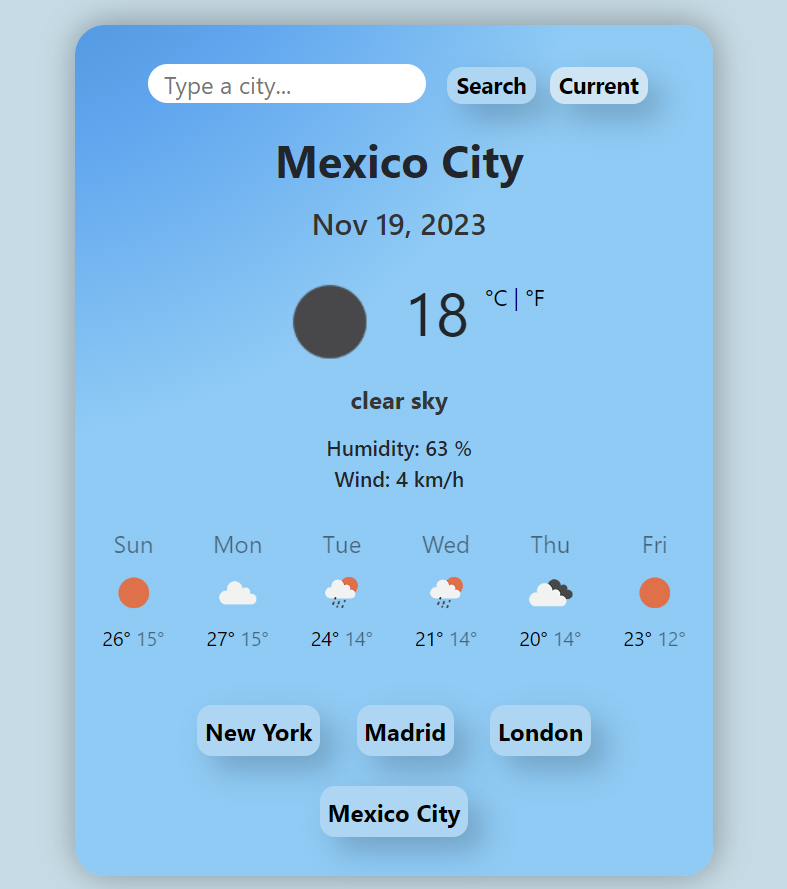 Type a city... Search Current
Mexico City
Nov 19, 2023
18 °C | °F
clear sky
Humidity: 63 %
Wind: 4 km/h
Sun Mon Tue Wed Thu Fri
26° 15° 27° 15° 24° 14° 21° 14° 20° 14° 23° 12°
New York Madrid London
Mexico City